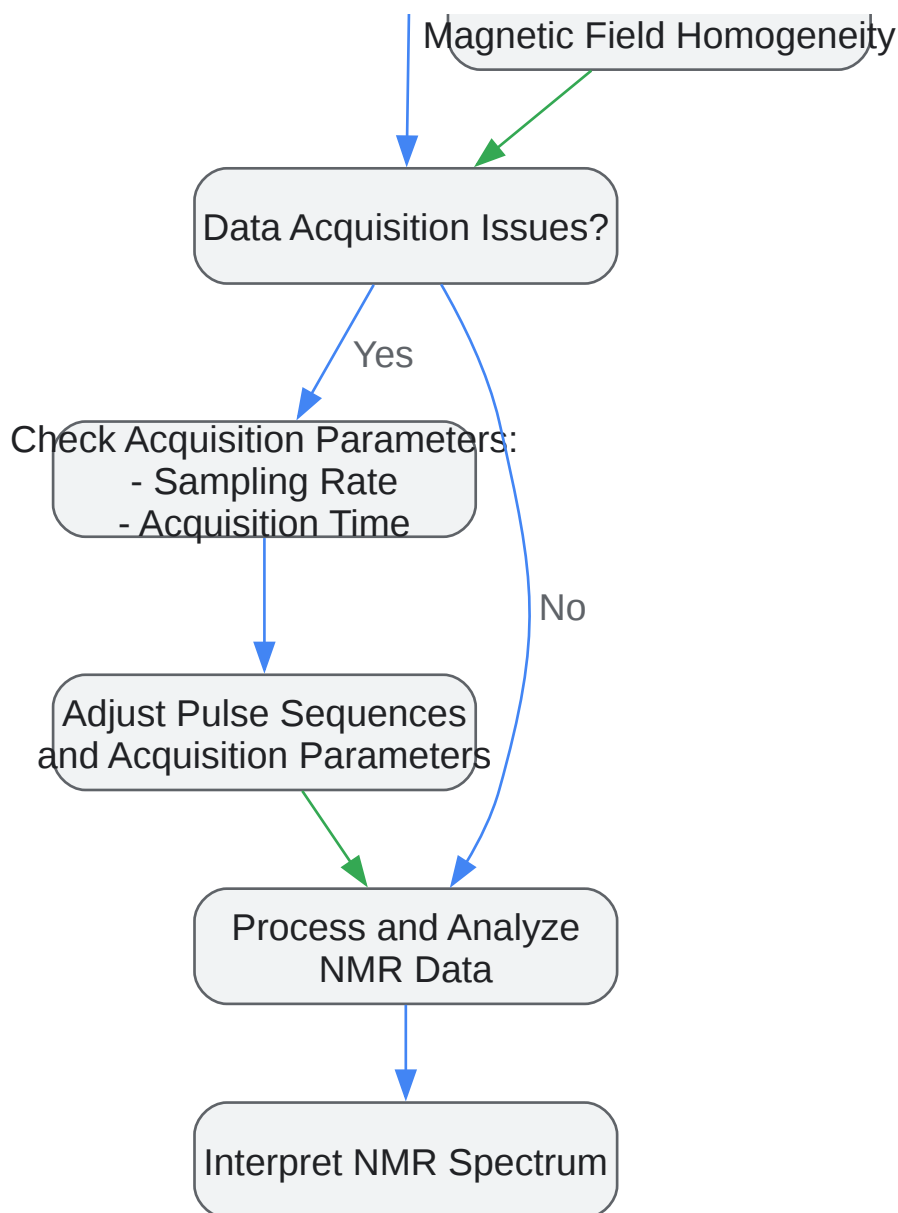 Magnetic Field Homogeneity
Data Acquisition Issues?
Yes
Check Acquisition Parameters:
- Sampling Rate
- Acquisition Time
No
Adjust Pulse Sequences
and Acquisition Parameters
Process and Analyze
NMR Data
Interpret NMR Spectrum